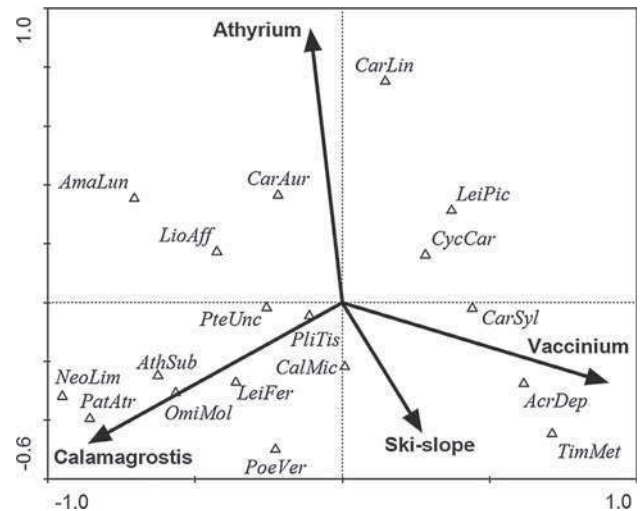 1.0
Athyrium
CarLin
AmaLun
CarAur
LeiPic
LioAff
CycCar
PteUnc
PliTis
CarSyl
Vaccinium
AthSub
CalMic
NeoLim
LeiFer
PatAtr
OmiMol
AcrDep
Calamagrostis
Ski-slope
TimMet
PoeVer
-0.6
-1.0
1.0